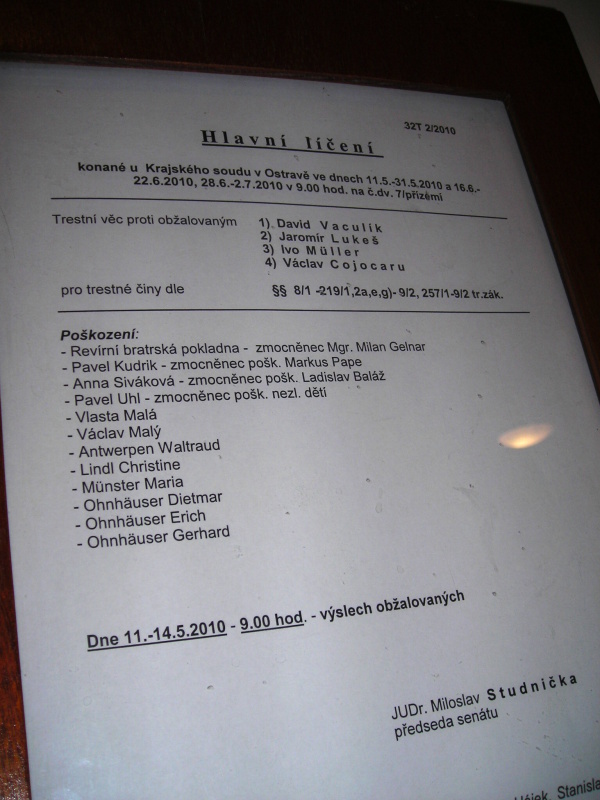 32T 2/2010
Hlavní líčení
konané u Krajského soudu v Ostravě ve dnech 11.5.-31.5.2010 a 16.6.-
22.6.2010, 28.6.-2.7.2010 v 9.00 hod. na č.dv. 7/přízemí
Trestní věc proti obžalovaným 1) David Vaculík
2) Jaromír Lukeš
3) Ivo Müller
4) Václav Cojocaru
pro trestné činy dle §§ 8/1 -219/1,2a,e,g)- 9/2, 257/1-9/2 tr.zák.
Poškození:
- Revírní bratrská pokladna - zmocněnec Mgr. Milan Gelnar
- Pavel Kudrik - zmocněnec pošk. Markus Pape
- Anna Siváková - zmocněnec pošk. Ladislav Baláž
- Pavel Uhl - zmocněnec pošk. nezl. dětí
- Vlasta Malá
- Václav Malý
- Antwerpen Waltraud
- Lindl Christine
- Münster Maria
- Ohnhäuser Dietmar
- Ohnhäuser Erich
- Ohnhäuser Gerhard
Dne 11.-14.5.2010 - 9.00 hod. - výslech obžalovaných
JUDr. Miloslav Studnička
předseda senátu
Hájek, Stanisla